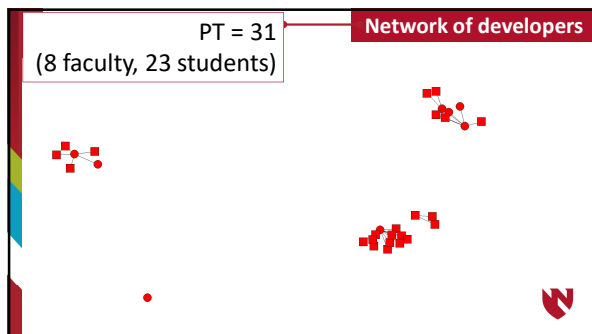 PT = 31
(8 faculty, 23 students)
Network of developers
N